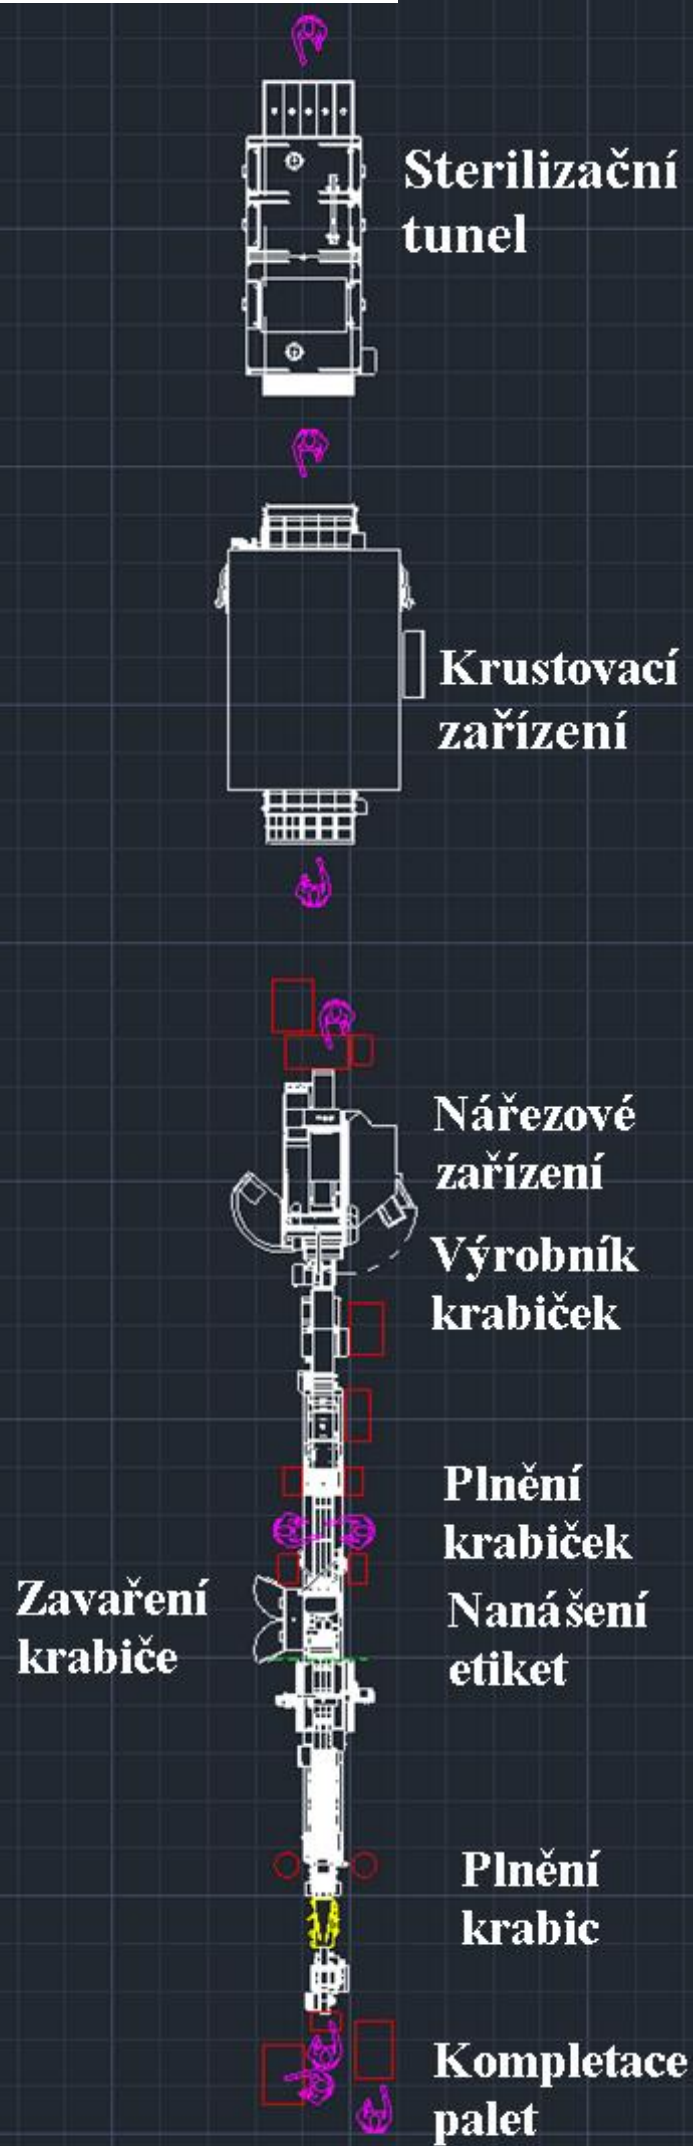 Sterilizační
tunel
Krustovací
zařízení
Nářezové
zařízení
Výrobník
krabiček
Plnění
krabiček
Zavaření
krabiče
Nanášení
etiket
Plnění
krabic
Kompletace
palet